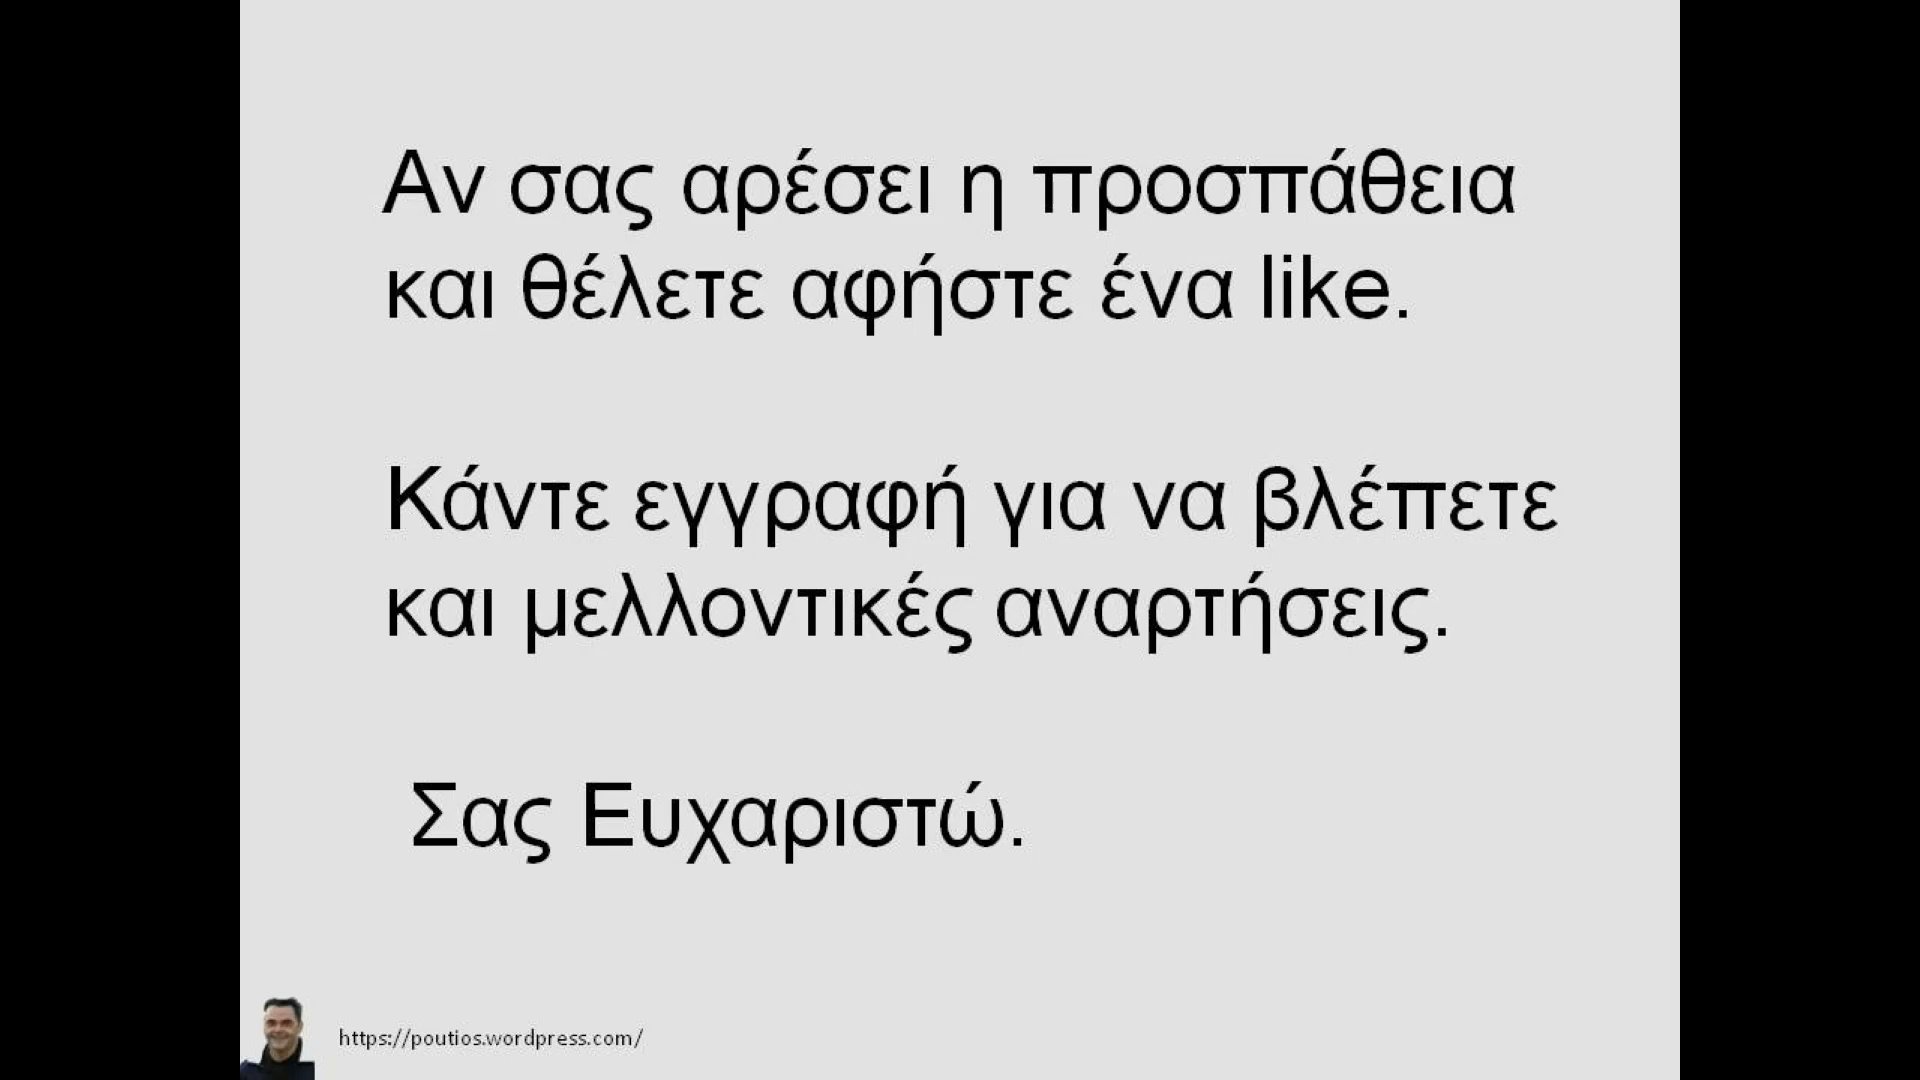 Αν σας αρέσει η προσπάθεια
και θέλετε αφήστε ένα like.
Κάντε εγγραφή για να βλέπετε
και μελλοντικές αναρτήσεις.
Σας Ευχαριστώ.
https://poutios.wordpress.com/